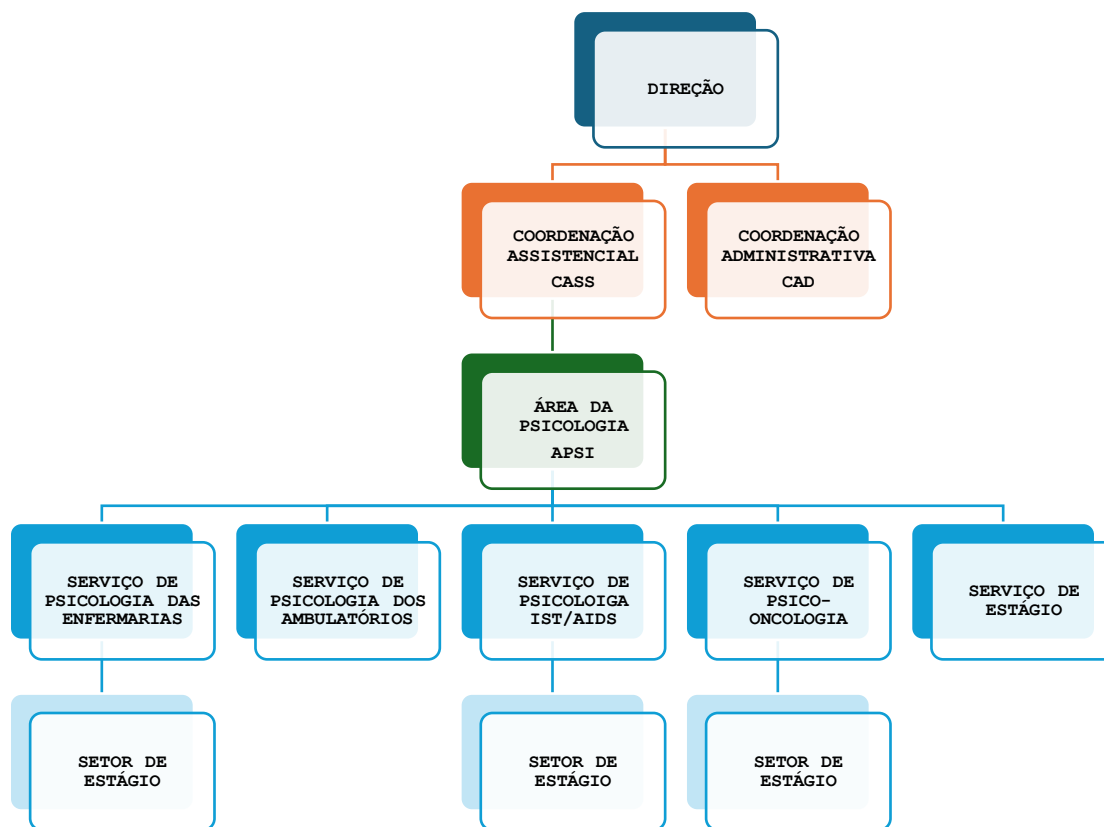 DIREÇÃO
COORDENAÇÃO
ASSISTENCIAL
CASS
COORDENAÇÃO
ADMINISTRATIVA
CAD
ÁREA DA
PSICOLOGIA
APSI
SERVIÇO DE
PSICOLOGIA DAS
ENFERMARIAS
SERVIÇO DE
PSICOLOGIA DOS
AMBULATÓRIOS
SERVIÇO DE
PSICOLOIGA
IST/AIDS
SERVIÇO DE
PSICO-
ONCOLOGIA
SERVIÇO DE
ESTÁGIO
SETOR DE
ESTÁGIO
SETOR DE
ESTÁGIO
SETOR DE
ESTÁGIO